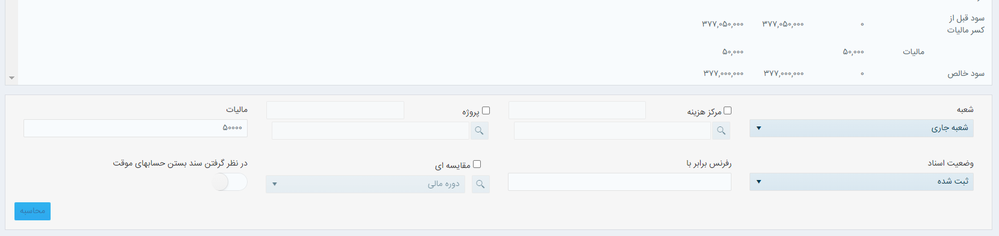 سود قبل از
کسر مالیات
۰ ۳۷۷,۰۵۰,۰۰۰ ۳۷۷,۰۵۰,۰۰۰
مالیات ۵۰,۰۰۰ ۵۰,۰۰۰
سود خالص ۰ ۳۷۷,۰۰۰,۰۰۰ ۳۷۷,۰۰۰,۰۰۰
شعبه
شعبه جاری
مرکز هزینه
پروژه
مالیات
۵۰۰۰۰
وضعیت اسناد
ثبت شده
رفرنس برابر با
مقایسه ای
دوره مالی
در نظر گرفتن سند بستن حسابهای موقت
محاسبه